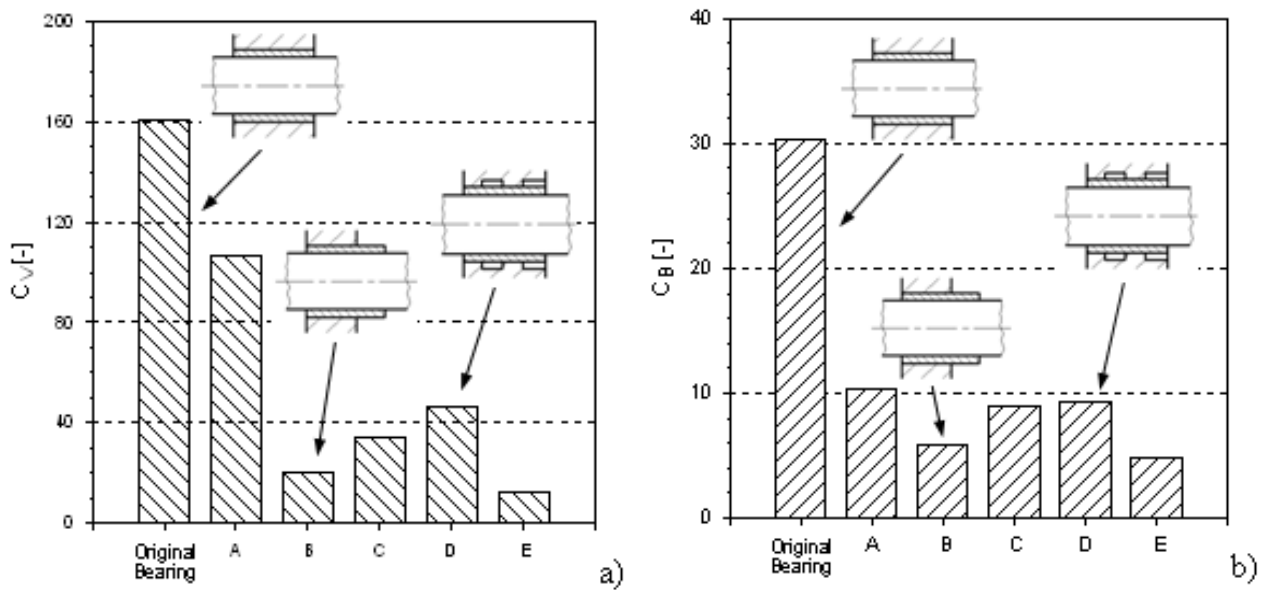 200
160
120
80
40
0
C_V [-]
Original
Bearing
A B C D E
a)
40
30
20
10
0
C_B [-]
Original
Bearing
A B C D E
b)